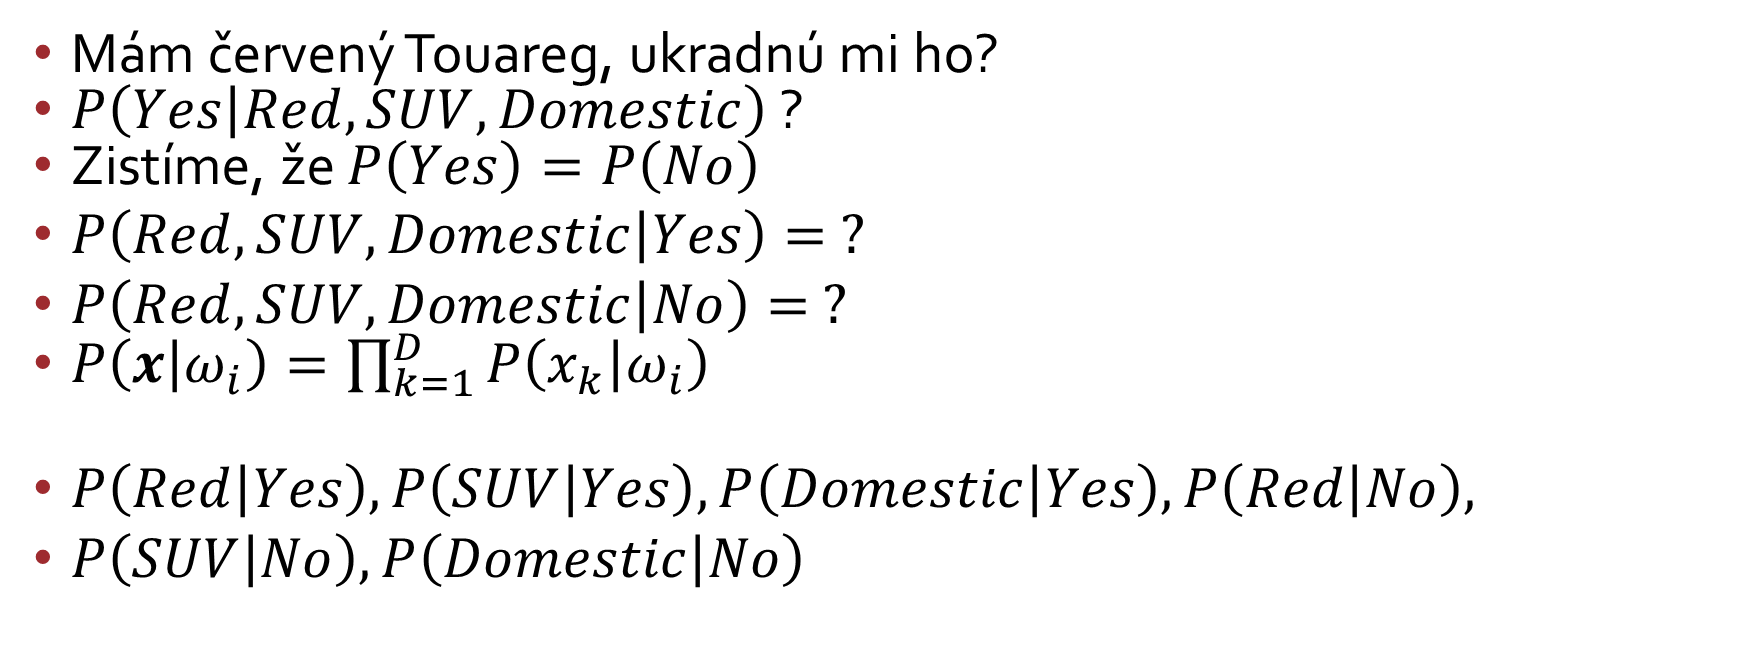 • Mám červený Touareg, ukradnú mi ho?
• P(Yes|Red, SUV, Domestic) ?
• Zistíme, že P(Yes) = P(No)
• P(Red, SUV, Domestic|Yes) = ?
• P(Red, SUV, Domestic|No) = ?
• P(𝒙|ω_i) = ∏_{k=1}^{D} P(x_k|ω_i)
• P(Red|Yes), P(SUV|Yes), P(Domestic|Yes), P(Red|No),
• P(SUV|No), P(Domestic|No)